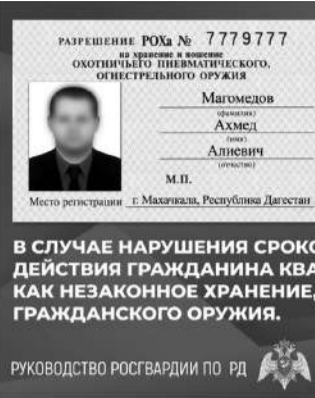 РАЗРЕШЕНИЕ РОХа № 7779777
на хранение и ношение
ОХОТНИЧЬЕГО ПНЕВМАТИЧЕСКОГО,
ОГНЕСТРЕЛЬНОГО ОРУЖИЯ
Магомедов
(фамилия)
Ахмед
(имя)
Алиевич
(отчество)
М.П.
Место регистрации г. Махачкала, Республика Дагестан
В СЛУЧАЕ НАРУШЕНИЯ СРОКО
ДЕЙСТВИЯ ГРАЖДАНИНА КВА
КАК НЕЗАКОННОЕ ХРАНЕНИЕ,
ГРАЖДАНСКОГО ОРУЖИЯ.
РУКОВОДСТВО РОСГВАРДИИ ПО РД